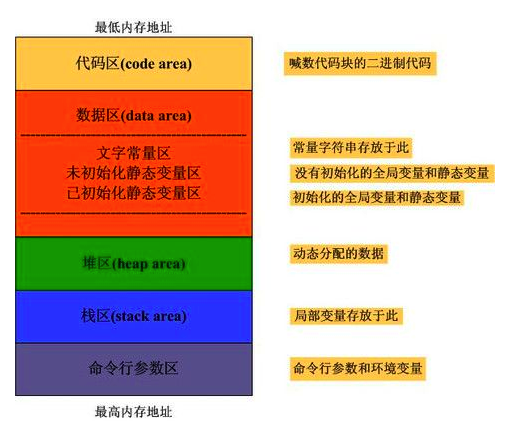 最低内存地址
代码区(code area)
喊数代码块的二进制代码
数据区(data area)
文字常量区
常量字符串存放于此
未初始化静态变量区
没有初始化的全局变量和静态变量
已初始化静态变量区
初始化的全局变量和静态变量
堆区(heap area)
动态分配的数据
栈区(stack area)
局部变量存放于此
命令行参数区
命令行参数和环境变量
最高内存地址